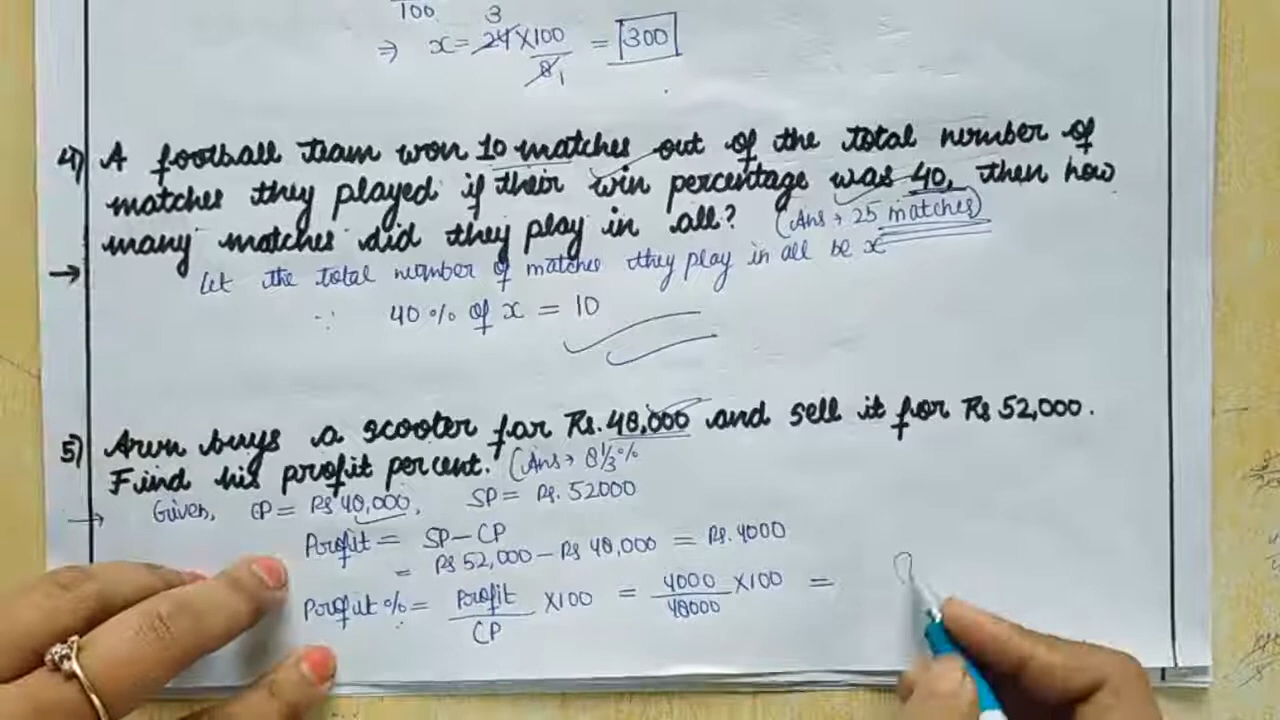 100
3
⇒ x = 24×100 / 8 1 = 300
4) A football team won 10 matches out of the total number of
matches they played if their win percentage was 40, then how
many matches did they play in all? (Ans → 25 matches)
→ Let the total number of matches they play in all be x
∴ 40 % of x = 10
5) Arun buys a scooter for Rs. 48,000 and sell it for Rs 52,000.
Find his profit percent. (Ans → 8 1/3 %
→ Given, CP = Rs 48,000, SP = Rs. 52000
Profit = SP – CP
= Rs 52,000 – Rs 48,000 = Rs. 4000
Profit % = Profit / CP ×100 = 4000 / 48000 ×100 =